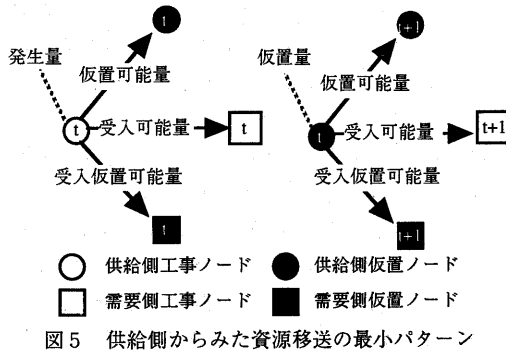 t
発生量
仮置可能量
t
受入可能量
t
受入仮置可能量
t
t+1
仮置量
仮置可能量
t
受入可能量
t+1
受入仮置可能量
t+1
供給側工事ノード
供給側仮置ノード
需要側工事ノード
需要側仮置ノード
図5 供給側からみた資源移送の最小パターン